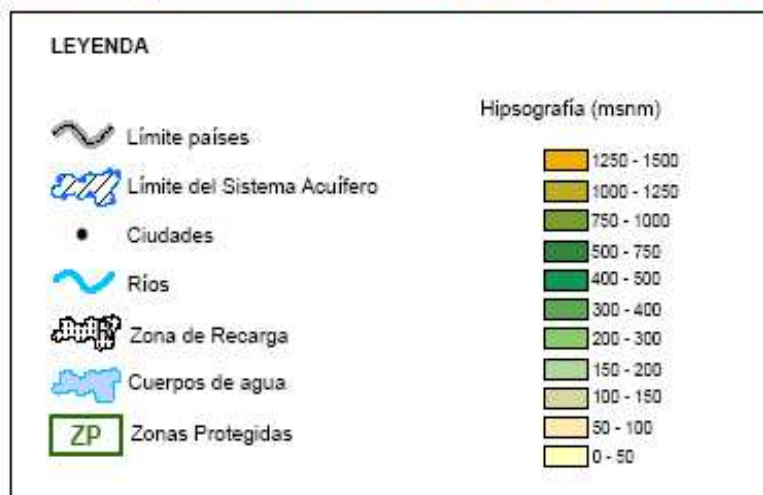 LEYENDA
Límite países
Límite del Sistema Acuífero
Ciudades
Ríos
Zona de Recarga
Cuerpos de agua
ZP Zonas Protegidas
Hipsografía (msnm)
1250 - 1500
1000 - 1250
750 - 1000
500 - 750
400 - 500
300 - 400
200 - 300
150 - 200
100 - 150
50 - 100
0 - 50